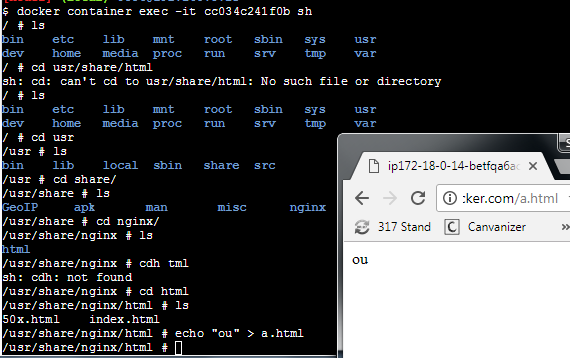 $ docker container exec -it cc034c241f0b sh
/ # ls
bin etc lib mnt root sbin sys usr
dev home media proc run srv tmp var
/ # cd usr/share/html
sh: cd: can't cd to usr/share/html: No such file or directory
/ # ls
bin etc lib mnt root sbin sys usr
dev home media proc run srv tmp var
/ # cd usr
/usr # ls
bin lib local sbin share src
/usr # cd share/
/usr/share # ls
GeoIP apk man misc nginx
/usr/share # cd nginx/
/usr/share/nginx # ls
html
/usr/share/nginx # cdh tml
sh: cdh: not found
/usr/share/nginx # cd html
/usr/share/nginx/html # ls
50x.html index.html
/usr/share/nginx/html # echo "ou" > a.html
/usr/share/nginx/html #
ip172-18-0-14-betfqa6ac
:ker.com/a.html
317 Stand Canvanizer
ou